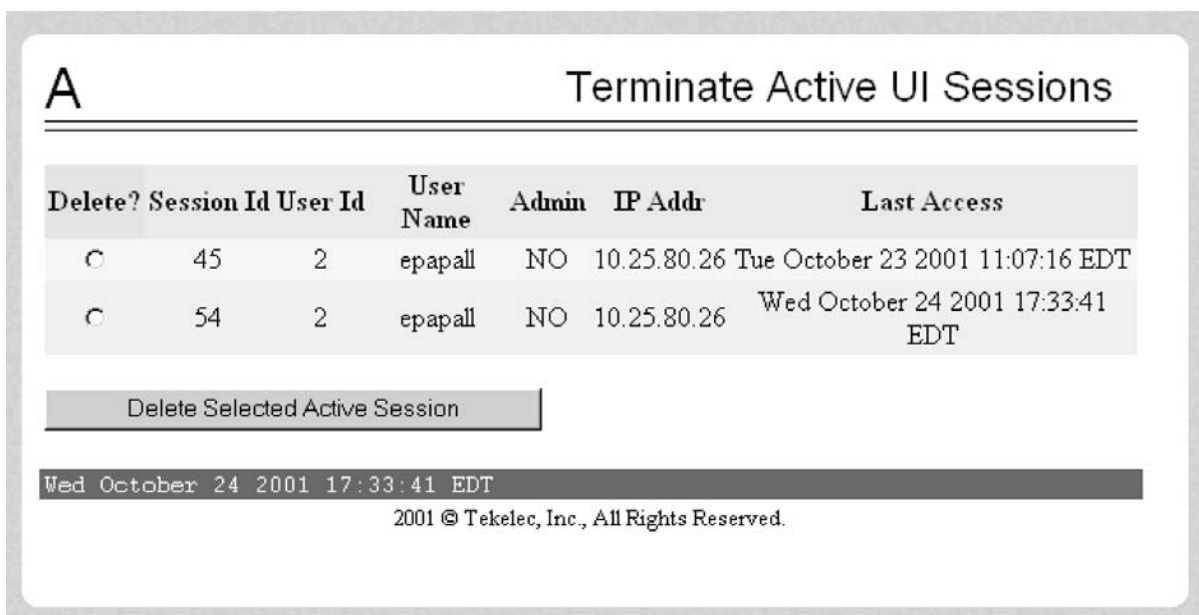 A
Terminate Active UI Sessions
Delete? Session Id User Id User Name Admin IP Addr Last Access
45 2 epapall NO 10.25.80.26 Tue October 23 2001 11:07:16 EDT
54 2 epapall NO 10.25.80.26 Wed October 24 2001 17:33:41 EDT
Delete Selected Active Session
Wed October 24 2001 17:33:41 EDT
2001 © Tekelec, Inc., All Rights Reserved.